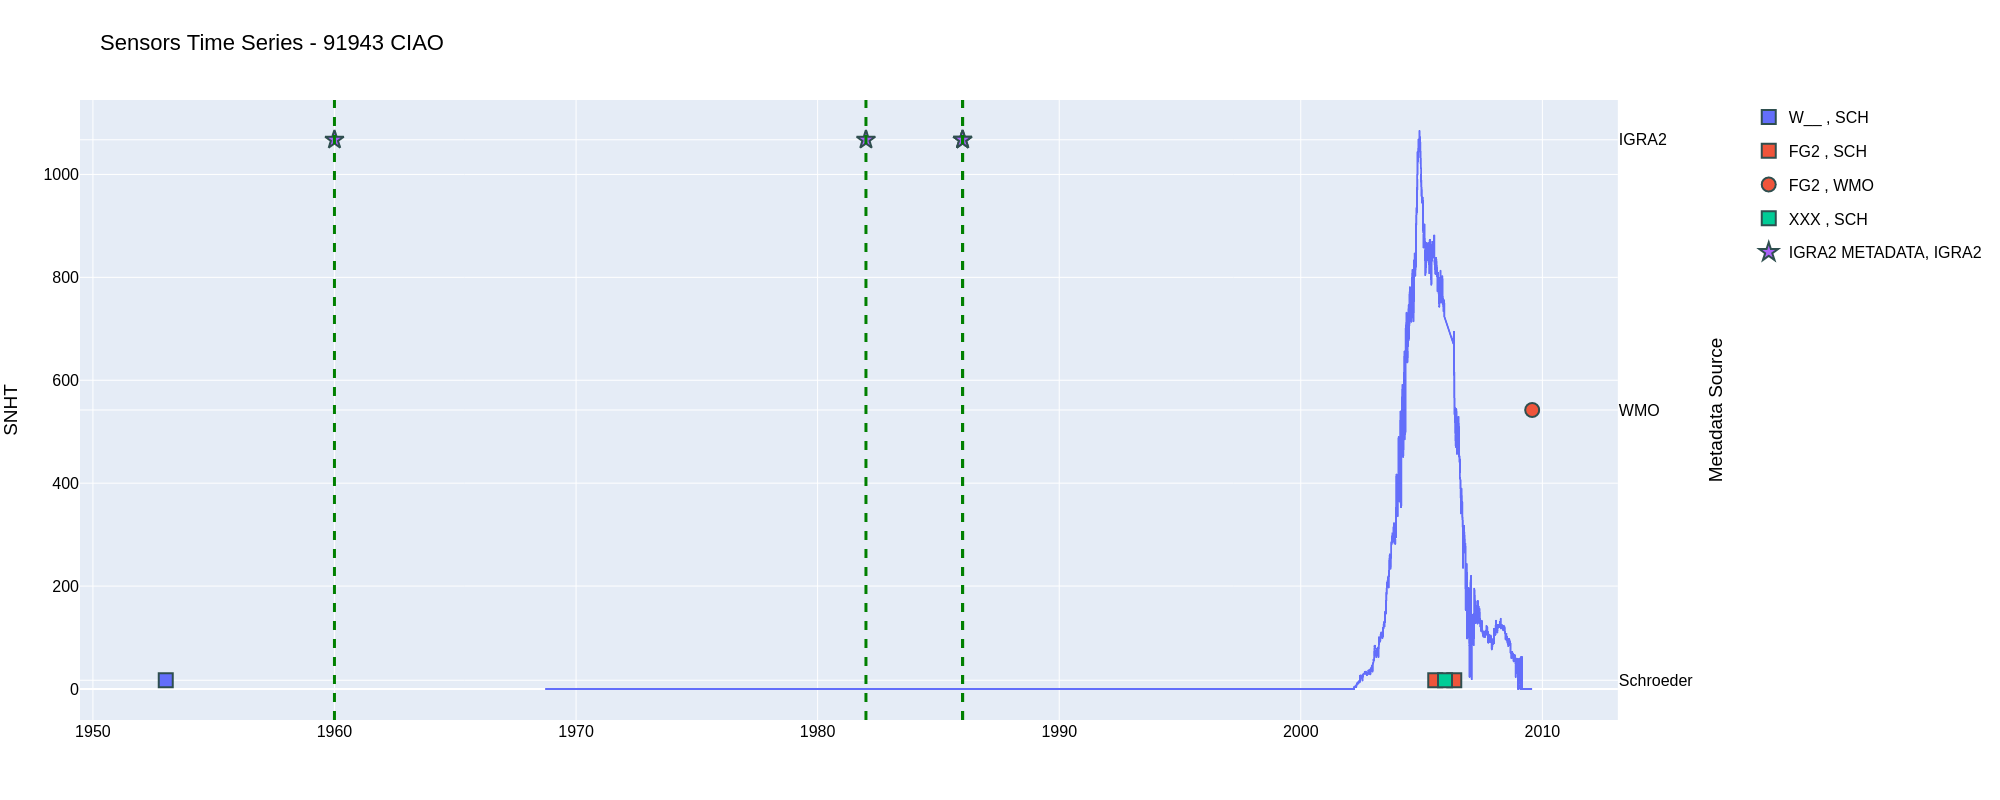 Sensors Time Series - 91943 CIAO
SNHT
1000
800
600
400
200
0
1950
1960
1970
1980
1990
2000
2010
IGRA2
WMO
Schroeder
Metadata Source
W__ , SCH
FG2 , SCH
FG2 , WMO
XXX , SCH
IGRA2 METADATA, IGRA2